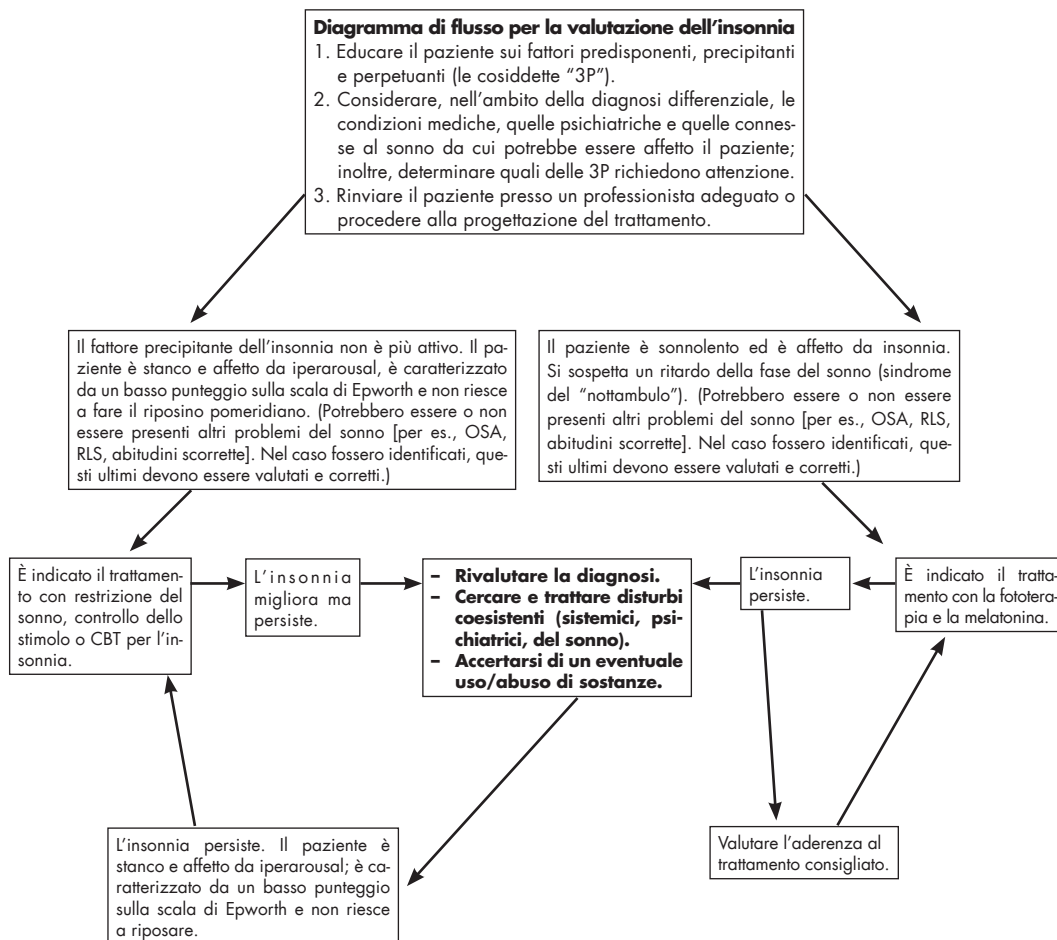 Diagramma di flusso per la valutazione dell'insonnia
1. Educare il paziente sui fattori predisponenti, precipitanti
e perpetuanti (le cosiddette “3P”).
2. Considerare, nell'ambito della diagnosi differenziale, le
condizioni mediche, quelle psichiatriche e quelle connes-
se al sonno da cui potrebbe essere affetto il paziente;
inoltre, determinare quali delle 3P richiedono attenzione.
3. Rinviare il paziente presso un professionista adeguato o
procedere alla progettazione del trattamento.
Il fattore precipitante dell'insonnia non è più attivo. Il pa-
ziente è stanco e affetto da iperarousal, è caratterizzato
da un basso punteggio sulla scala di Epworth e non riesce
a fare il riposino pomeridiano. (Potrebbero essere o non
essere presenti altri problemi del sonno [per es., OSA,
RLS, abitudini scorrette]. Nel caso fossero identificati, que-
sti ultimi devono essere valutati e corretti.)
Il paziente è sonnolento ed è affetto da insonnia.
Si sospetta un ritardo della fase del sonno (sindrome
del “nottambulo”). (Potrebbero essere o non essere
presenti altri problemi del sonno [per es., OSA, RLS,
abitudini scorrette]. Nel caso fossero identificati, que-
sti ultimi devono essere valutati e corretti.)
È indicato il trattamen-
to con restrizione del
sonno, controllo dello
stimolo o CBT per l'in-
sonnia.
L'insonnia
migliora ma
persiste.
– Rivalutare la diagnosi.
– Cercare e trattare disturbi
coesistenti (sistemici, psi-
chiatrici, del sonno).
– Accertarsi di un eventuale
uso/abuso di sostanze.
L'insonnia
persiste.
È indicato il tratta-
mento con la fototera-
pia e la melatonina.
L'insonnia persiste. Il paziente è
stanco e affetto da iperarousal; è ca-
ratterizzato da un basso punteggio
sulla scala di Epworth e non riesce
a riposare.
Valutare l'aderenza al
trattamento consigliato.